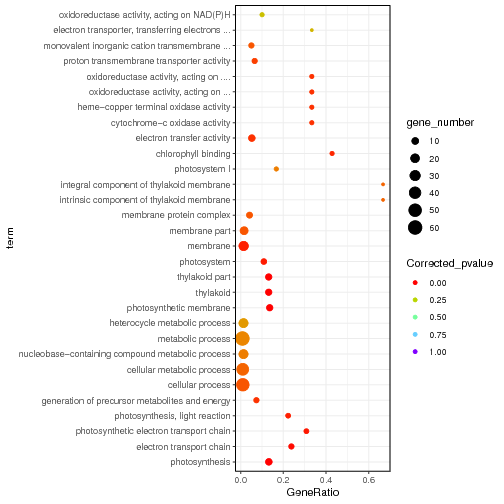 oxidoreductase activity, acting on NAD(P)H
electron transporter, transferring electrons ...
monovalent inorganic cation transmembrane ...
proton transmembrane transporter activity
oxidoreductase activity, acting on ....
oxidoreductase activity, acting on ...
heme−copper terminal oxidase activity
cytochrome−c oxidase activity
electron transfer activity
chlorophyll binding
photosystem I
integral component of thylakoid membrane
intrinsic component of thylakoid membrane
membrane protein complex
membrane part
membrane
photosystem
thylakoid part
thylakoid
photosynthetic membrane
heterocycle metabolic process
metabolic process
nucleobase−containing compound metabolic process
cellular metabolic process
cellular process
generation of precursor metabolites and energy
photosynthesis, light reaction
photosynthetic electron transport chain
electron transport chain
photosynthesis
term
0.0 0.2 0.4 0.6
GeneRatio
gene_number
10
20
30
40
50
60
Corrected_pvalue
0.00
0.25
0.50
0.75
1.00